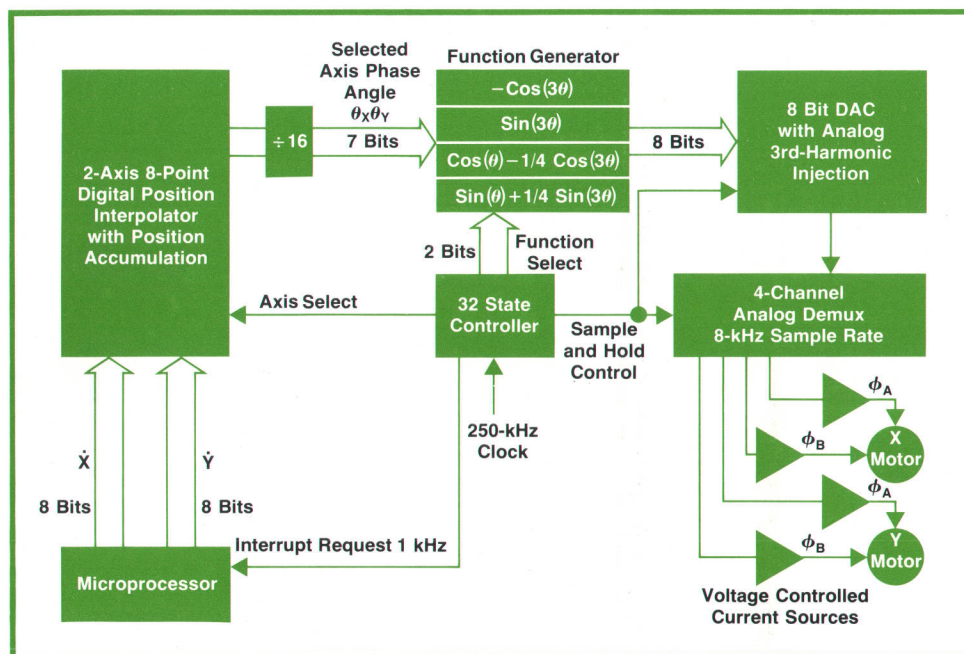 Selected
Axis Phase
Angle
θXθY
7 Bits
÷16
2-Axis 8-Point
Digital Position
Interpolator
with Position
Accumulation
Function Generator
−Cos(3θ)
Sin(3θ)
Cos(θ)−1/4 Cos(3θ)
Sin(θ)+1/4 Sin(3θ)
8 Bits
8 Bit DAC
with Analog
3rd-Harmonic
Injection
2 Bits
Function
Select
Axis Select
32 State
Controller
Sample
and Hold
Control
4-Channel
Analog Demux
8-kHz Sample Rate
250-kHz
Clock
Ẋ
Ẏ
8 Bits
8 Bits
Interrupt Request 1 kHz
Microprocessor
ϕA
X
Motor
ϕB
ϕA
Y
Motor
ϕB
Voltage Controlled
Current Sources